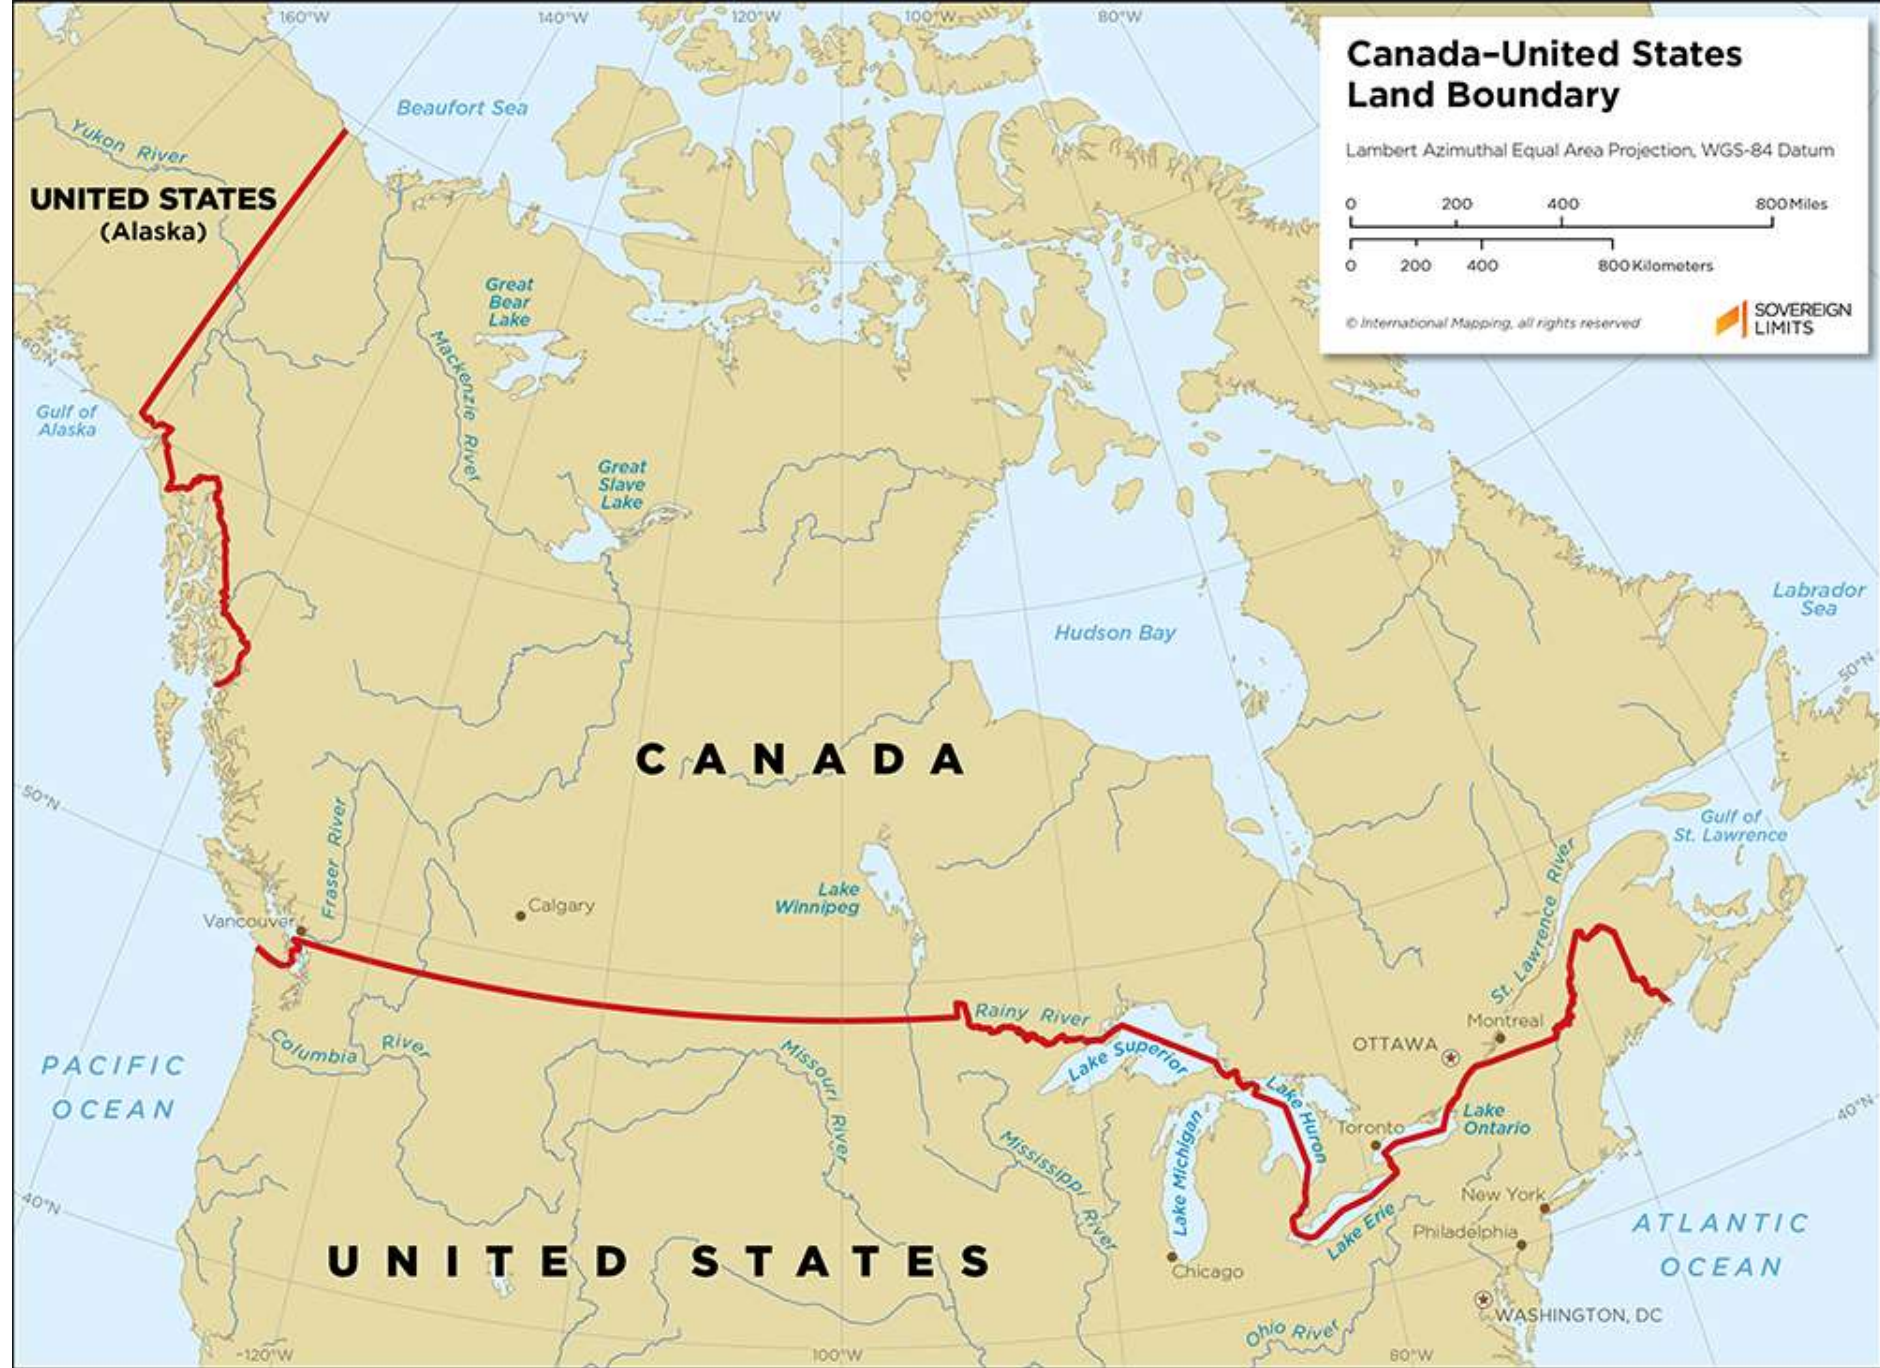 160°W
140°W
120°W
100°W
80°W
Canada–United States
Land Boundary
Lambert Azimuthal Equal Area Projection, WGS-84 Datum
0 200 400 800 Miles
0 200 400 800 Kilometers
© International Mapping, all rights reserved
SOVEREIGN
LIMITS
Beaufort Sea
Yukon River
UNITED STATES
(Alaska)
Great
Bear
Lake
Mackenzie River
60°N
Gulf of
Alaska
Great
Slave
Lake
Hudson Bay
Labrador
Sea
50°N
CANADA
50°N
Fraser River
Gulf of
St. Lawrence
St. Lawrence River
Lake
Winnipeg
Calgary
Vancouver
Rainy River
Montreal
OTTAWA
Columbia River
Missouri River
Lake Superior
Lake Huron
PACIFIC
OCEAN
Lake
Ontario
Toronto
40°N
Mississippi River
Lake Michigan
40°N
New York
Lake Erie
Philadelphia
ATLANTIC
OCEAN
UNITED STATES
Chicago
WASHINGTON, DC
Ohio River
120°W
100°W
80°W